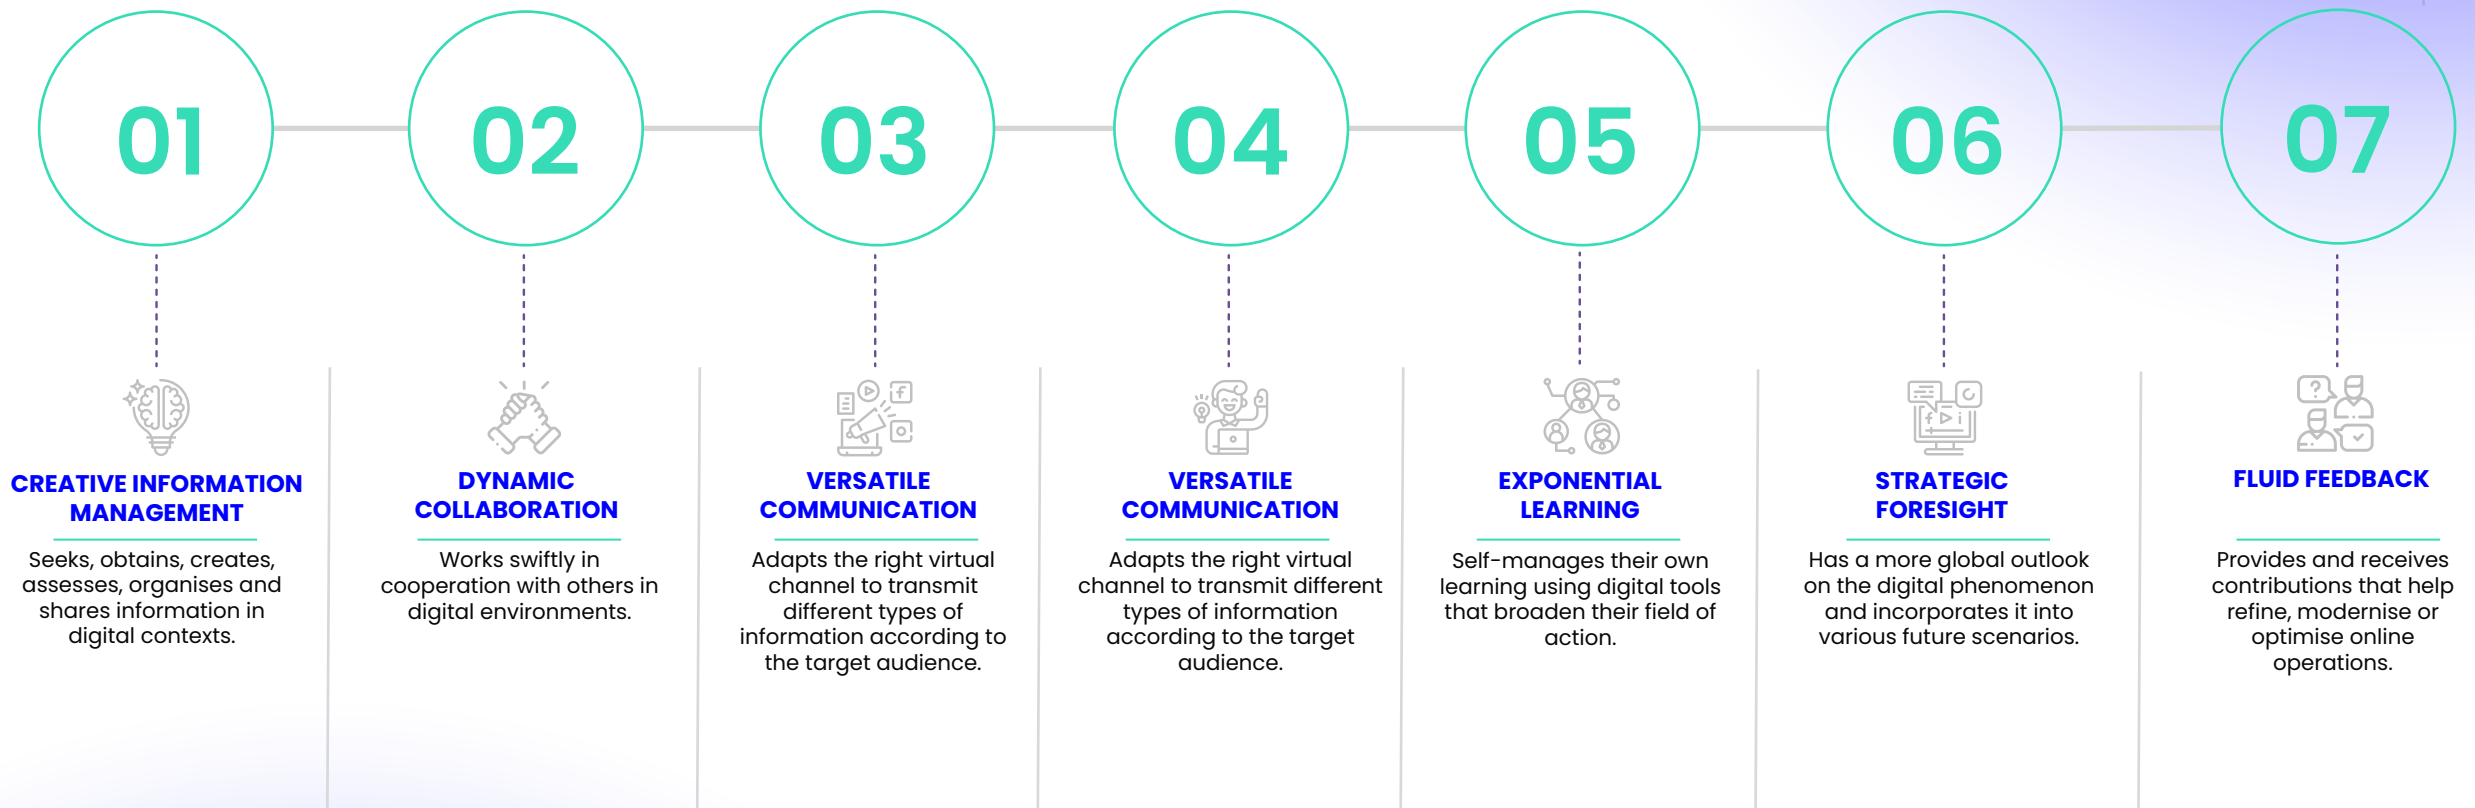 01
02
03
04
05
06
07
CREATIVE INFORMATION
MANAGEMENT
Seeks, obtains, creates,
assesses, organises and
shares information in
digital contexts.
DYNAMIC
COLLABORATION
Works swiftly in
cooperation with others in
digital environments.
VERSATILE
COMMUNICATION
Adapts the right virtual
channel to transmit
different types of
information according to
the target audience.
VERSATILE
COMMUNICATION
Adapts the right virtual
channel to transmit different
types of information
according to the target
audience.
EXPONENTIAL
LEARNING
Self-manages their own
learning using digital tools
that broaden their field of
action.
STRATEGIC
FORESIGHT
Has a more global outlook
on the digital phenomenon
and incorporates it into
various future scenarios.
FLUID FEEDBACK
Provides and receives
contributions that help
refine, modernise or
optimise online
operations.